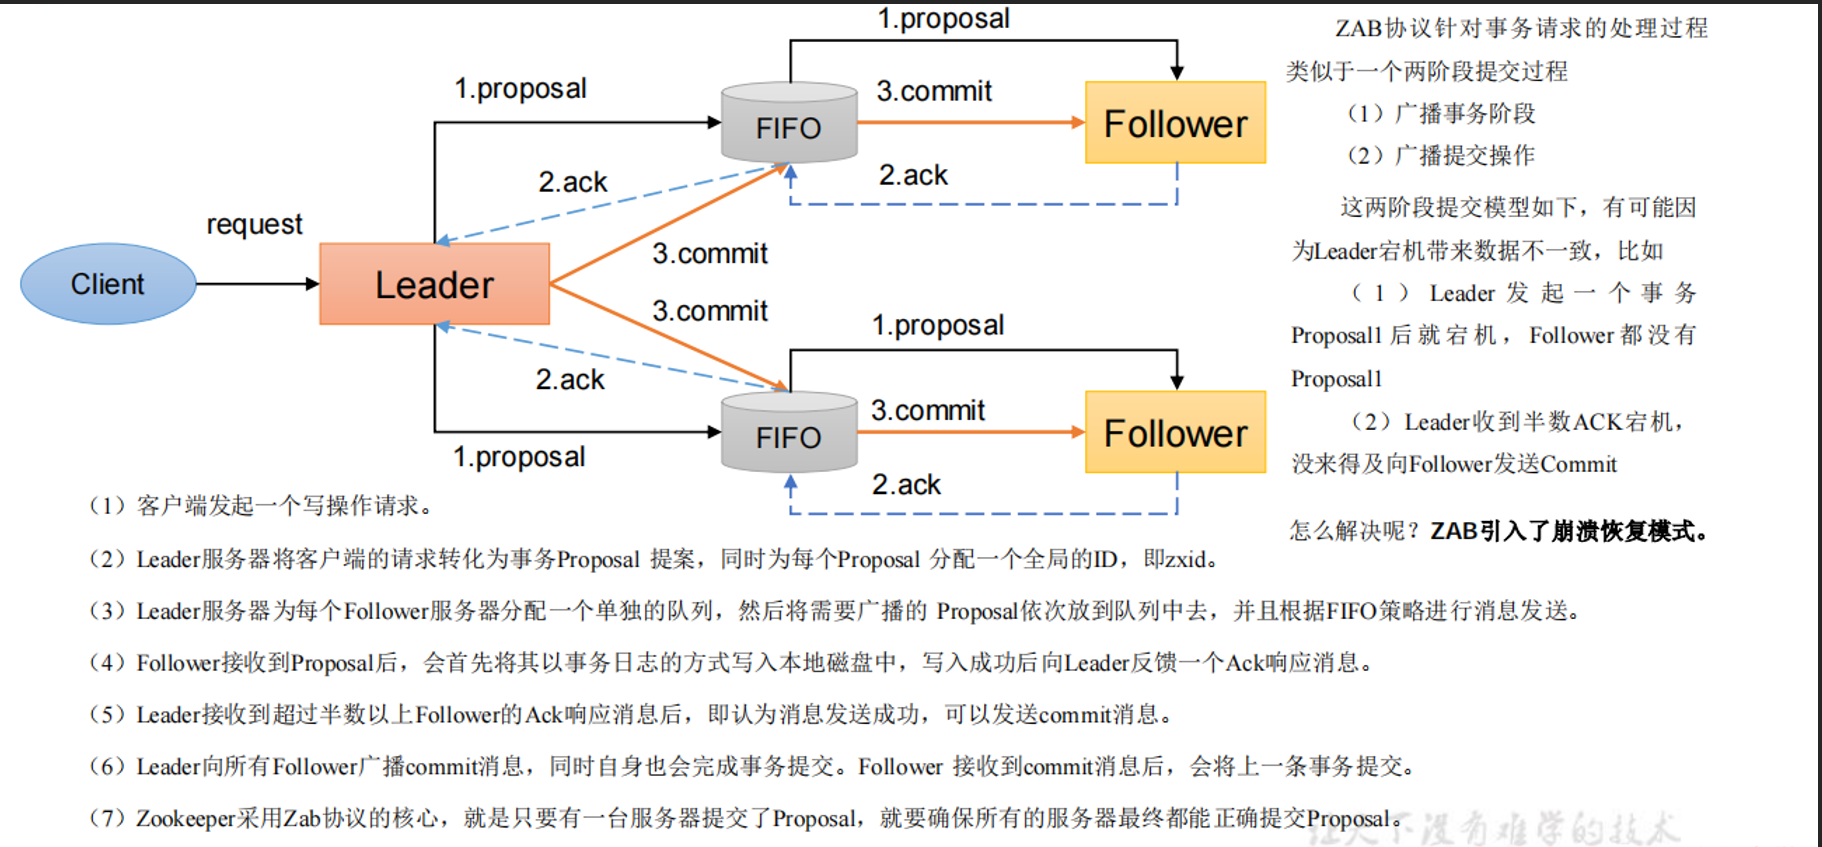 1.proposal
1.proposal
FIFO
3.commit
Follower
2.ack
2.ack
request
3.commit
Client
Leader
3.commit
1.proposal
2.ack
3.commit
FIFO
Follower
1.proposal
2.ack
ZAB协议针对事务请求的处理过程
类似于一个两阶段提交过程
（1）广播事务阶段
（2）广播提交操作
这两阶段提交模型如下，有可能因
为Leader宕机带来数据不一致，比如
（1）Leader发起一个事务
Proposal1后就宕机，Follower都没有
Proposal1
（2）Leader收到半数ACK宕机，
没来得及向Follower发送Commit
怎么解决呢？ZAB引入了崩溃恢复模式。
（1）客户端发起一个写操作请求。
（2）Leader服务器将客户端的请求转化为事务Proposal 提案，同时为每个Proposal 分配一个全局的ID，即zxid。
（3）Leader服务器为每个Follower服务器分配一个单独的队列，然后将需要广播的 Proposal依次放到队列中去，并且根据FIFO策略进行消息发送。
（4）Follower接收到Proposal后，会首先将其以事务日志的方式写入本地磁盘中，写入成功后向Leader反馈一个Ack响应消息。
（5）Leader接收到超过半数以上Follower的Ack响应消息后，即认为消息发送成功，可以发送commit消息。
（6）Leader向所有Follower广播commit消息，同时自身也会完成事务提交。Follower 接收到commit消息后，会将上一条事务提交。
（7）Zookeeper采用Zab协议的核心，就是只要有一台服务器提交了Proposal，就要确保所有的服务器最终都能正确提交Proposal。
让天下没有难学的技术